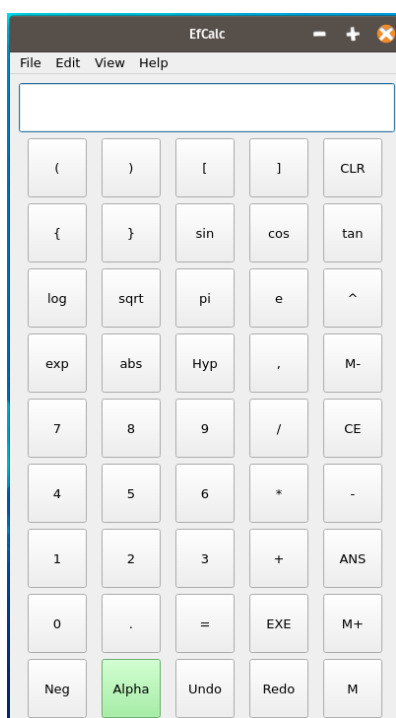 EfCalc
File Edit View Help
( ) [ ] CLR
{ } sin cos tan
log sqrt pi e ^
exp abs Hyp , M-
7 8 9 / CE
4 5 6 * -
1 2 3 + ANS
0 . = EXE M+
Neg Alpha Undo Redo M